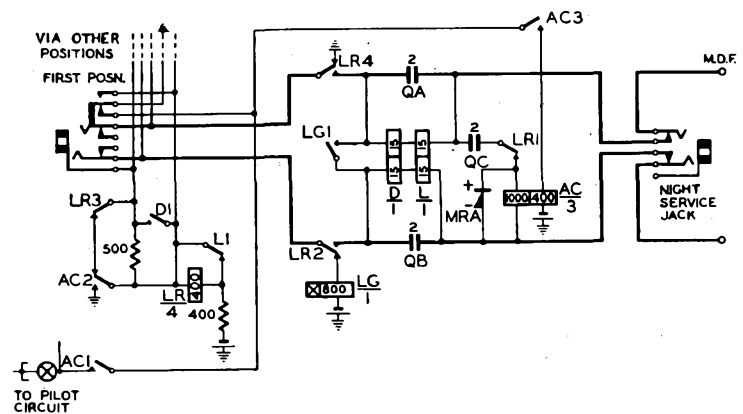 VIA OTHER
POSITIONS
FIRST POSN.
AC3
M.D.F.
LR4
2
QA
LG1
15 15
15 15
D/1
L/1
2
QC
LR1
+
-
MRA
1000 400
AC/3
NIGHT
SERVICE
JACK
LR3
D1
500
L1
AC2
LR/4
400
400
LR2
2
QB
800
LG/1
AC1
TO PILOT
CIRCUIT